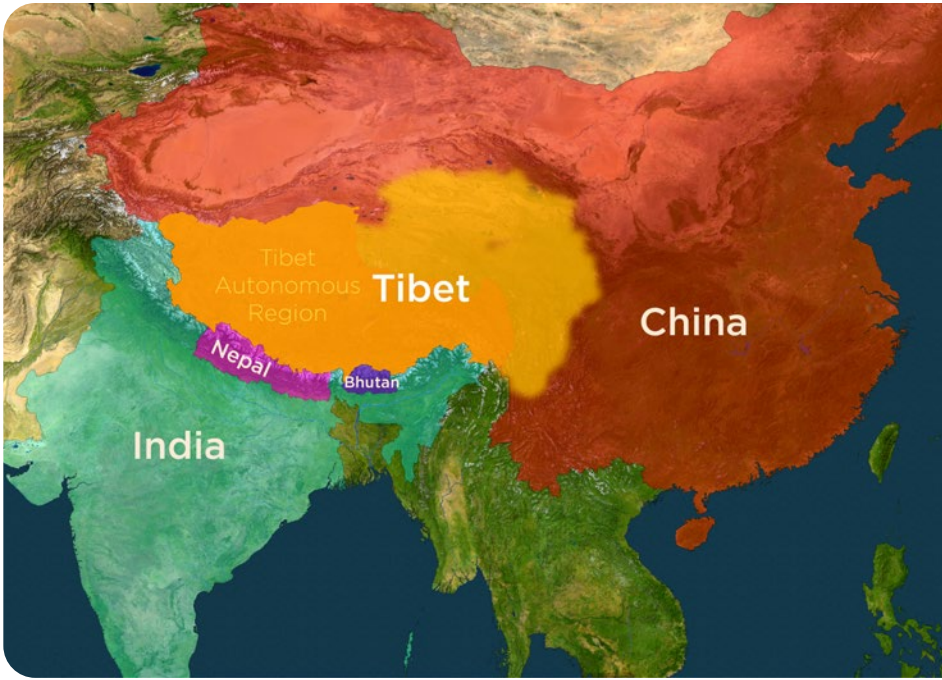 Tibet
Autonomous
Region
Tibet
China
Nepal
Bhutan
India